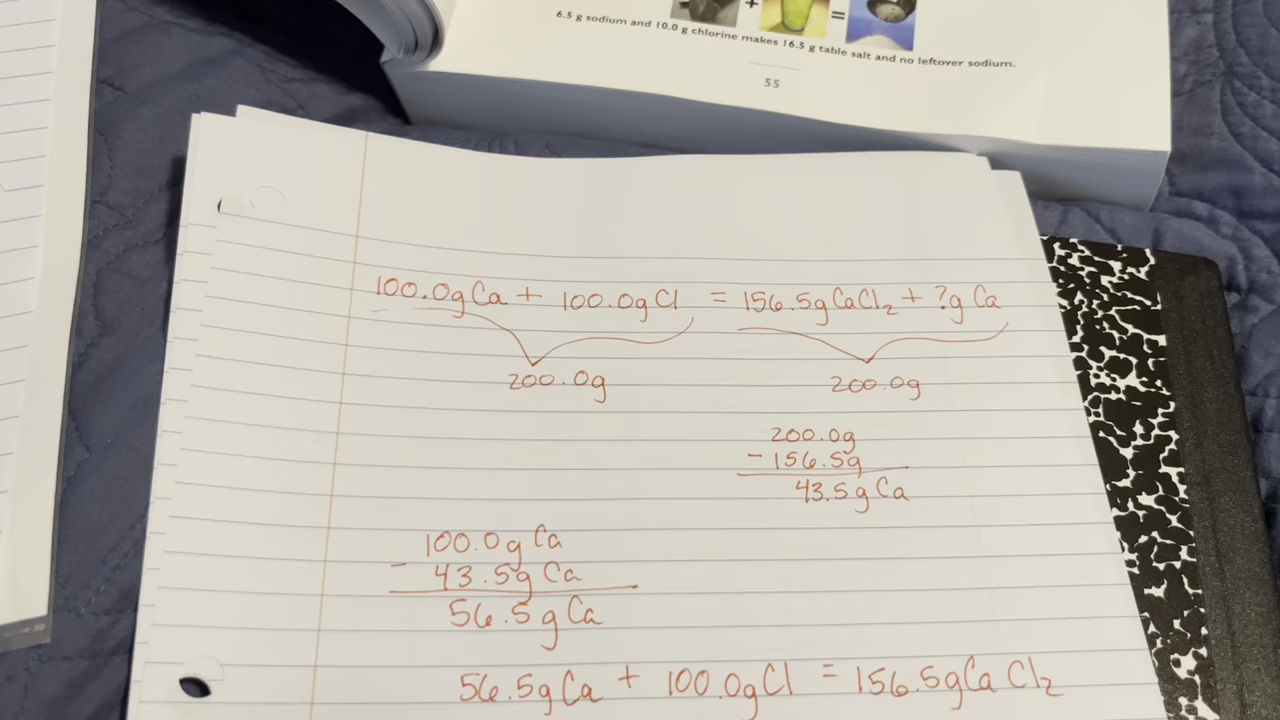 + =
6.5 g sodium and 10.0 g chlorine makes 16.5 g table salt and no leftover sodium.
55
100.0g Ca + 100.0g Cl = 156.5g CaCl₂ + ?g Ca
200.0g 200.0g
200.0g
- 156.5g
43.5g Ca
100.0g Ca
- 43.5g Ca
56.5g Ca
56.5g Ca + 100.0g Cl = 156.5g CaCl₂